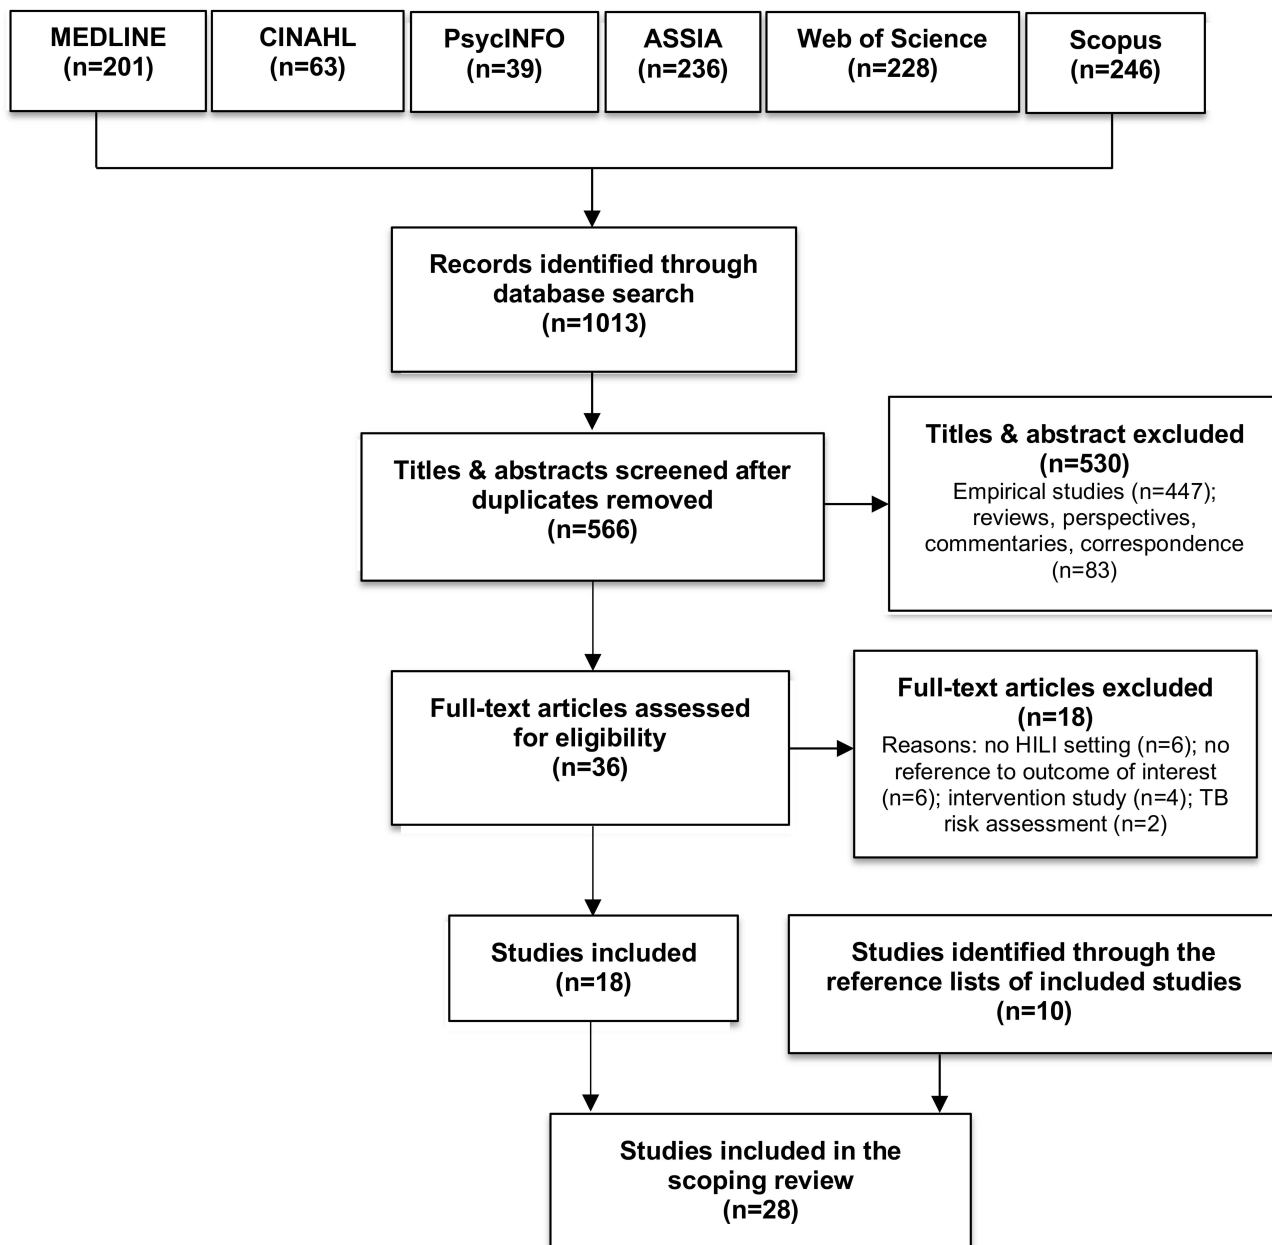 MEDLINE
(n=201)
CINAHL
(n=63)
PsycINFO
(n=39)
ASSIA
(n=236)
Web of Science
(n=228)
Scopus
(n=246)
Records identified through
database search
(n=1013)
Titles & abstracts screened after
duplicates removed
(n=566)
Titles & abstract excluded
(n=530)
Empirical studies (n=447);
reviews, perspectives,
commentaries, correspondence
(n=83)
Full-text articles assessed
for eligibility
(n=36)
Full-text articles excluded
(n=18)
Reasons: no HILI setting (n=6); no
reference to outcome of interest
(n=6); intervention study (n=4); TB
risk assessment (n=2)
Studies included
(n=18)
Studies identified through the
reference lists of included studies
(n=10)
Studies included in the
scoping review
(n=28)